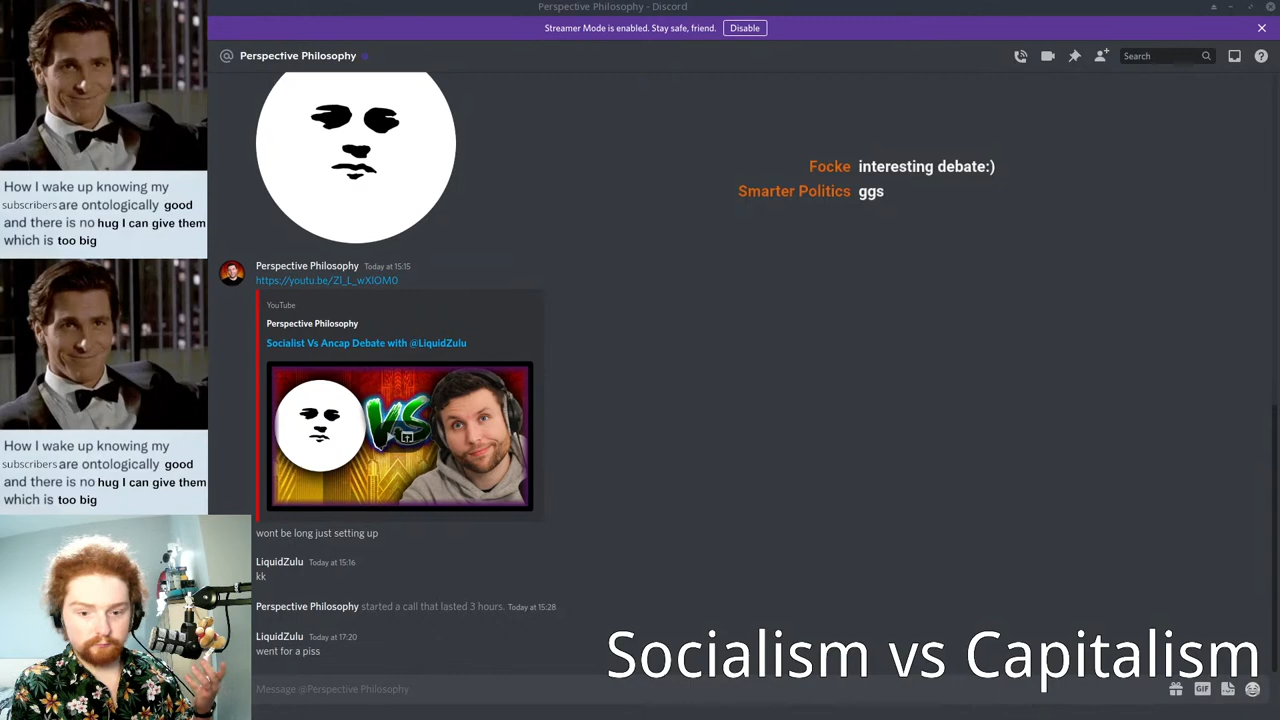 Perspective Philosophy - Discord
Streamer Mode is enabled. Stay safe, friend. Disable
Perspective Philosophy
Search
How I wake up knowing my
subscribers are ontologically good
and there is no hug I can give them
which is too big
How I wake up knowing my
subscribers are ontologically good
and there is no hug I can give them
which is too big
Focke interesting debate:)
Smarter Politics ggs
Perspective Philosophy Today at 15:15
https://youtu.be/ZI_L_wXlOM0
YouTube
Perspective Philosophy
Socialist Vs Ancap Debate with @LiquidZulu
VS
wont be long just setting up
LiquidZulu Today at 15:16
kk
Perspective Philosophy started a call that lasted 3 hours. Today at 15:28
LiquidZulu Today at 17:20
went for a piss
Message @Perspective Philosophy
GIF
Socialism vs Capitalism